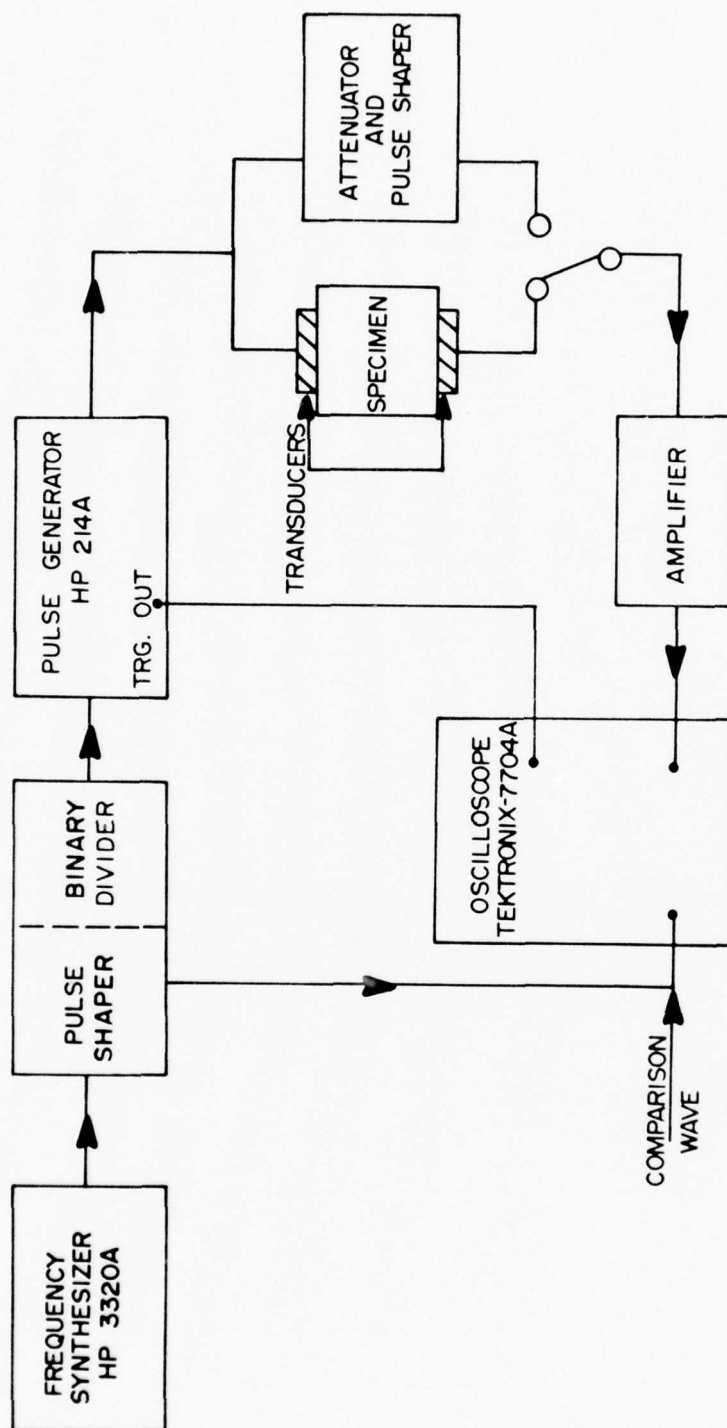 FREQUENCY
SYNTHESIZER
HP 3320A
PULSE
SHAPER
BINARY
DIVIDER
PULSE GENERATOR
HP 214A
TRG. OUT
TRANSDUCERS
SPECIMEN
ATTENUATOR
AND
PULSE SHAPER
OSCILLOSCOPE
TEKTRONIX-7704A
AMPLIFIER
COMPARISON
WAVE